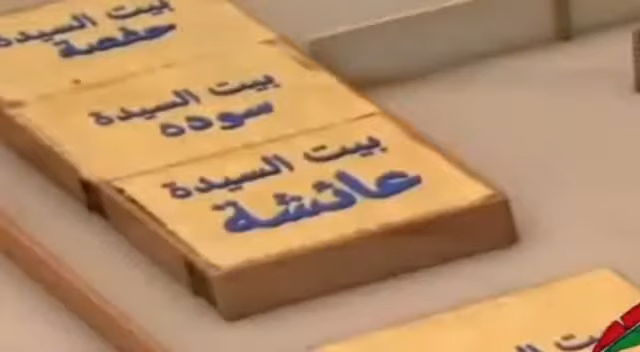 بيت السيدة
حفصة
بيت السيدة
سوده
بيت السيدة
عائشة